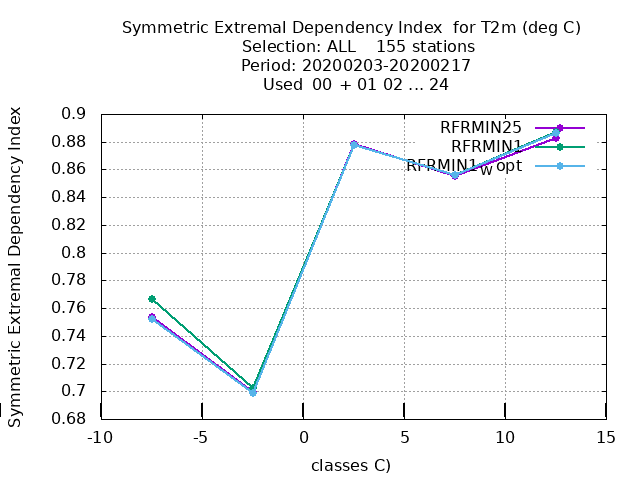 Symmetric Extremal Dependency Index  for T2m (deg C)
Selection: ALL    155 stations
Period: 20200203-20200217
Used  00 + 01 02 ... 24
Symmetric Extremal Dependency Index
0.9
0.88
0.86
0.84
0.82
0.8
0.78
0.76
0.74
0.72
0.7
0.68
RFRMIN25
RFRMIN1
RFRMIN1wopt
-10
-5
0
5
10
15
classes C)